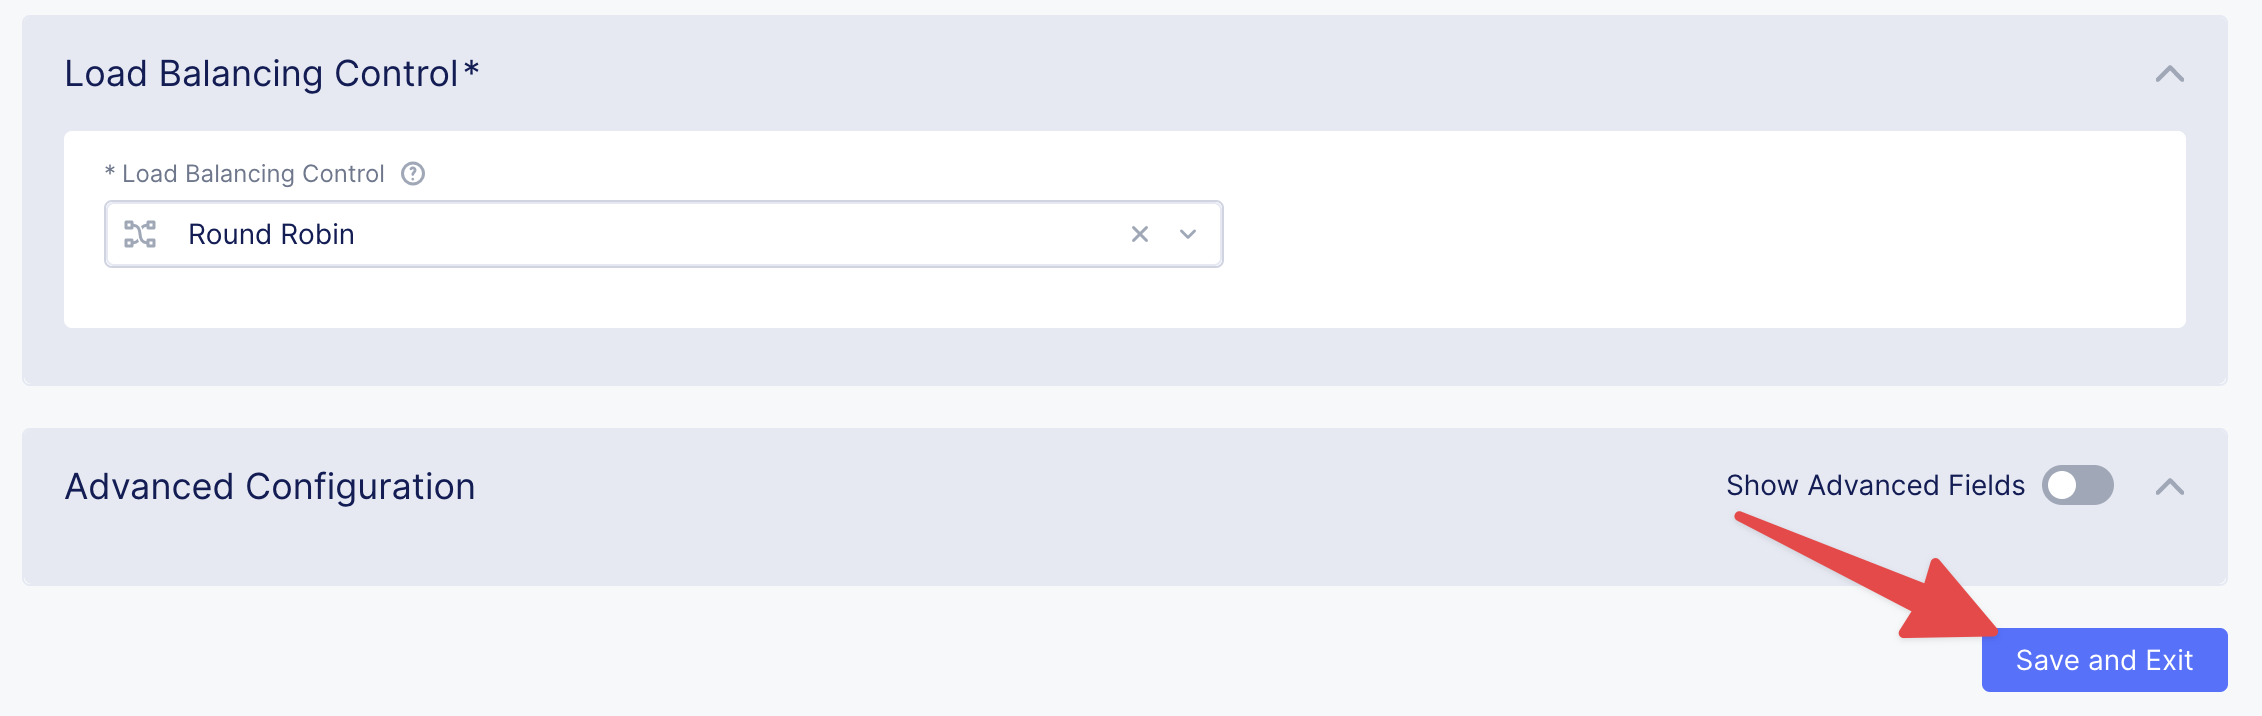 Load Balancing Control*
* Load Balancing Control
Round Robin
Advanced Configuration
Show Advanced Fields
Save and Exit